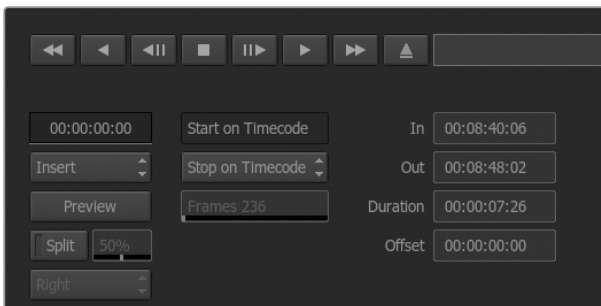 00:00:00:00 Start on Timecode In 00:08:40:06
Insert Stop on Timecode Out 00:08:48:02
Preview Frames 236 Duration 00:00:07:26
Split 50% Offset 00:00:00:00
Right